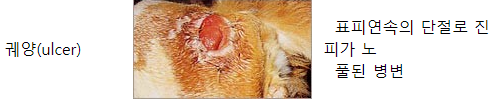 궤양(ulcer)
표피연속의 단절로 진
피가 노
풀된 병변